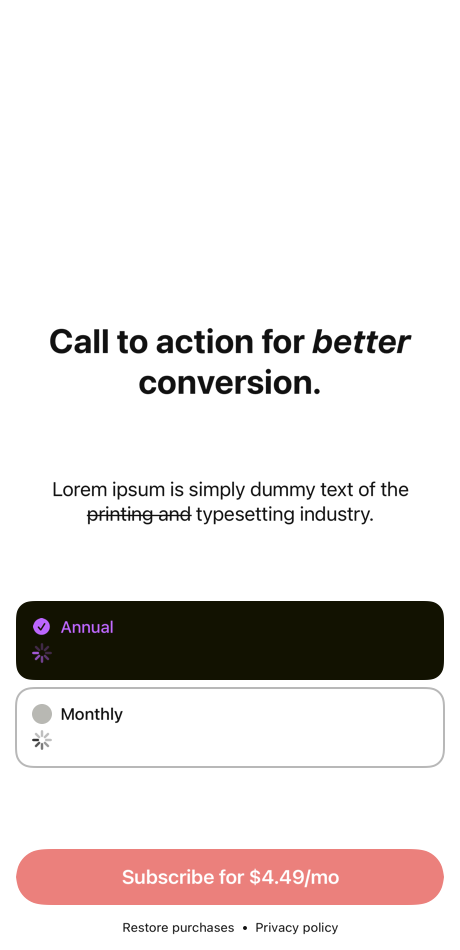 Call to action for better
conversion.
Lorem ipsum is simply dummy text of the
printing and typesetting industry.
Annual
Monthly
Subscribe for $4.49/mo
Restore purchases • Privacy policy